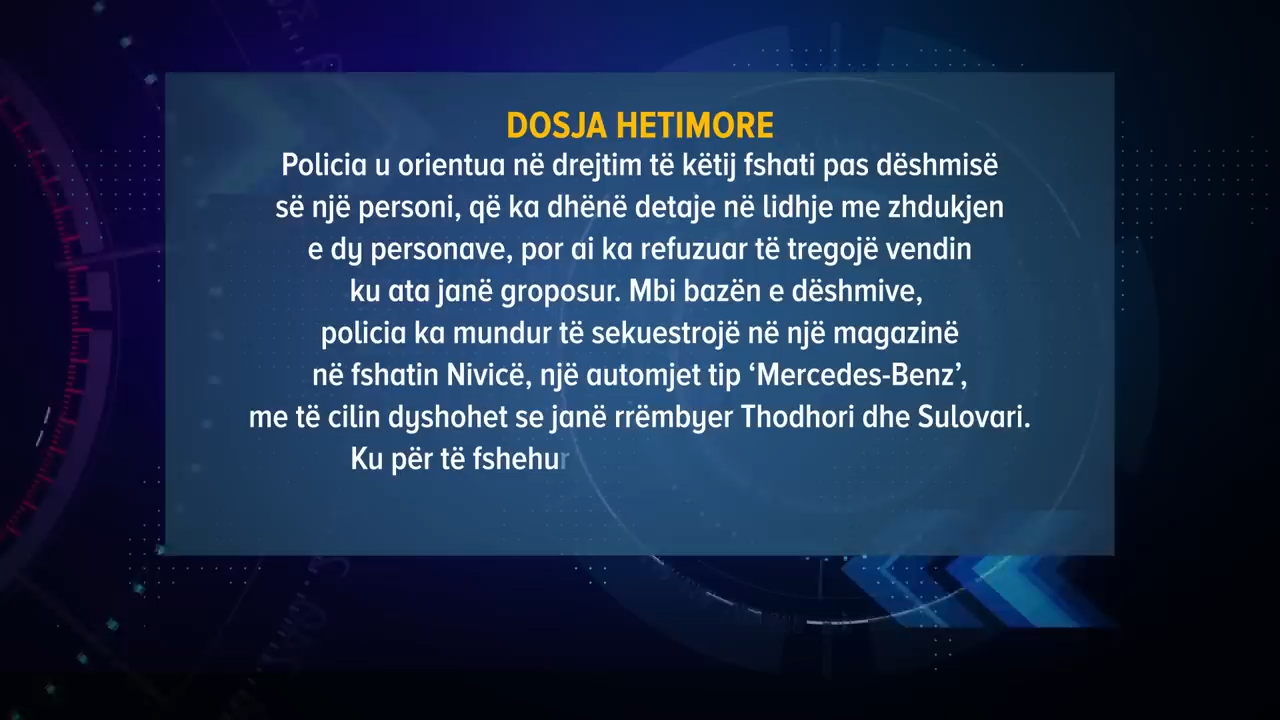 DOSJA HETIMORE
Policia u orientua në drejtim të këtij fshati pas dëshmisë
së një personi, që ka dhënë detaje në lidhje me zhdukjen
e dy personave, por ai ka refuzuar të tregojë vendin
ku ata janë groposur. Mbi bazën e dëshmive,
policia ka mundur të sekuestrojë në një magazinë
në fshatin Nivicë, një automjet tip ‘Mercedes-Benz’,
me të cilin dyshohet se janë rrëmbyer Thodhori dhe Sulovari.
Ku për të fshehur